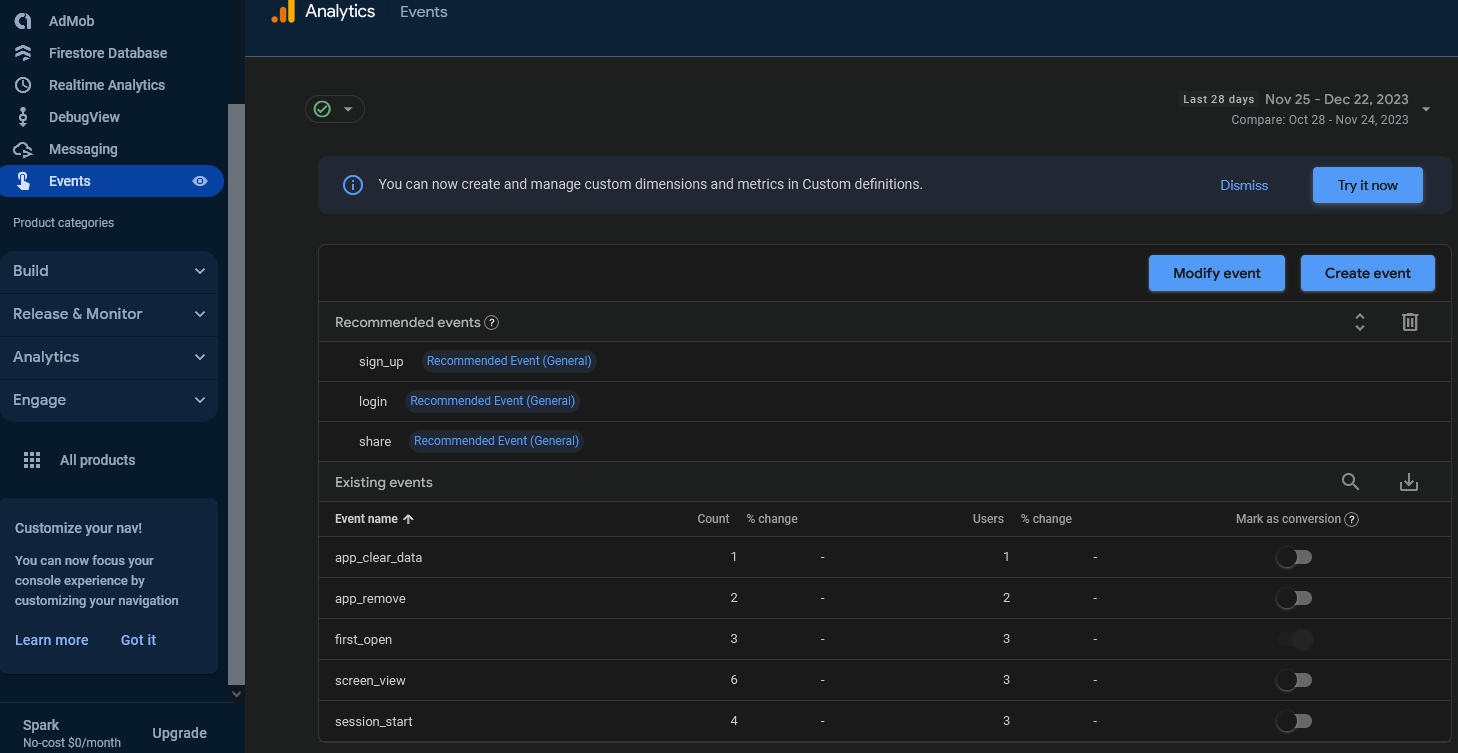 AdMob
Firestore Database
Realtime Analytics
DebugView
Messaging
Events
Product categories
Build
Release & Monitor
Analytics
Engage
All products
Customize your nav!
You can now focus your
console experience by
customizing your navigation
Learn more Got it
Spark
No-cost $0/month
Upgrade
Analytics Events
Last 28 days Nov 25 - Dec 22, 2023
Compare: Oct 28 - Nov 24, 2023
You can now create and manage custom dimensions and metrics in Custom definitions.
Dismiss Try it now
Modify event Create event
Recommended events ?
sign_up Recommended Event (General)
login Recommended Event (General)
share Recommended Event (General)
Existing events
Event name Count % change Users % change Mark as conversion ?
app_clear_data 1 - 1 -
app_remove 2 - 2 -
first_open 3 - 3 -
screen_view 6 - 3 -
session_start 4 - 3 -